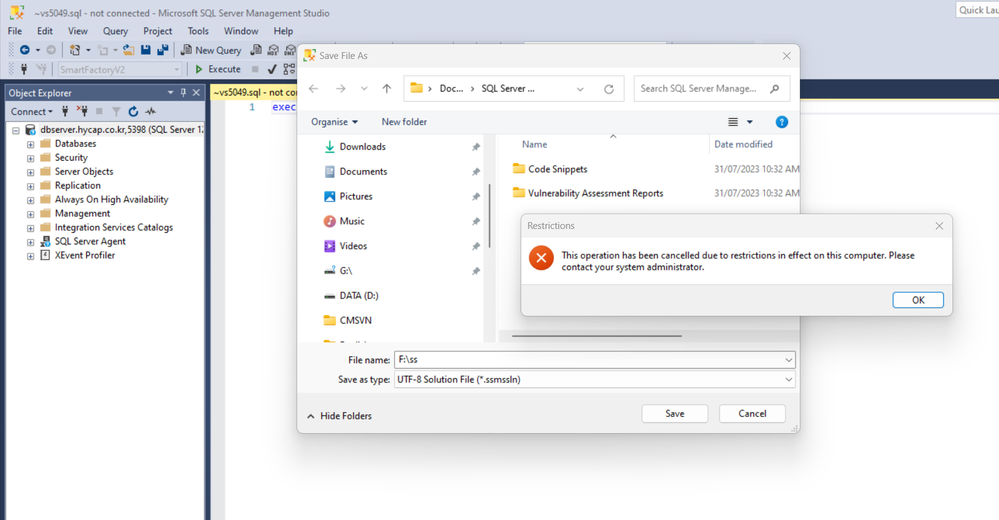 ~vs5049.sql - not connected - Microsoft SQL Server Management Studio
Quick Lau
File Edit View Query Project Tools Window Help
New Query
MDX
DMX
SmartFactoryV2
Execute
Object Explorer
Connect
dbserver.hycap.co.kr,5398 (SQL Server 12
Databases
Security
Server Objects
Replication
Always On High Availability
Management
Integration Services Catalogs
SQL Server Agent
XEvent Profiler
~vs5049.sql - not co
1 exec
Save File As
Doc... > SQL Server ...
Search SQL Server Manage...
Organise
New folder
Downloads
Documents
Pictures
Music
Videos
G:\
DATA (D:)
CMSVN
Name Date modified
Code Snippets 31/07/2023 10:32 AM
Vulnerability Assessment Reports 31/07/2023 10:32 AM
Restrictions
This operation has been cancelled due to restrictions in effect on this computer. Please
contact your system administrator.
OK
File name: F:\ss
Save as type: UTF-8 Solution File (*.ssmssln)
Hide Folders
Save
Cancel